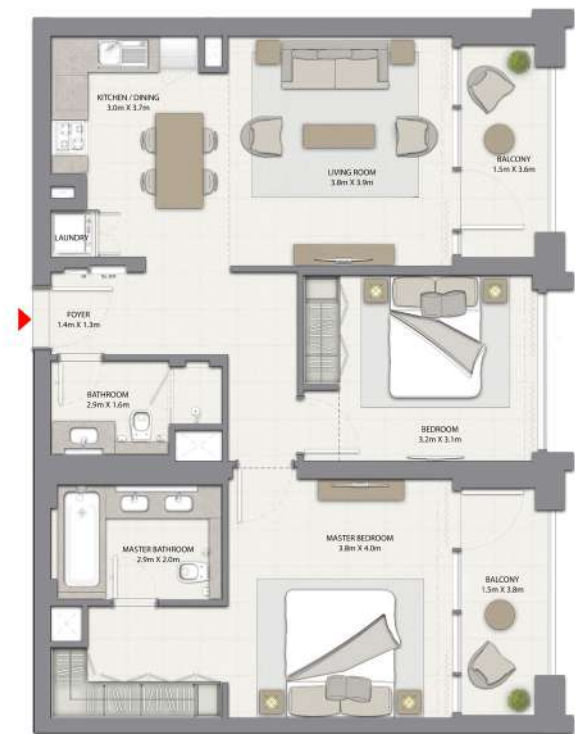 KITCHEN / DINING
3.0m X 3.7m
LIVING ROOM
3.8m X 3.9m
BALCONY
1.5m X 3.6m
LAUNDRY
FOYER
1.4m X 1.3m
BATHROOM
2.9m X 1.6m
BEDROOM
3.2m X 3.1m
MASTER BATHROOM
2.9m X 2.0m
MASTER BEDROOM
3.8m X 4.0m
BALCONY
1.5m X 3.8m